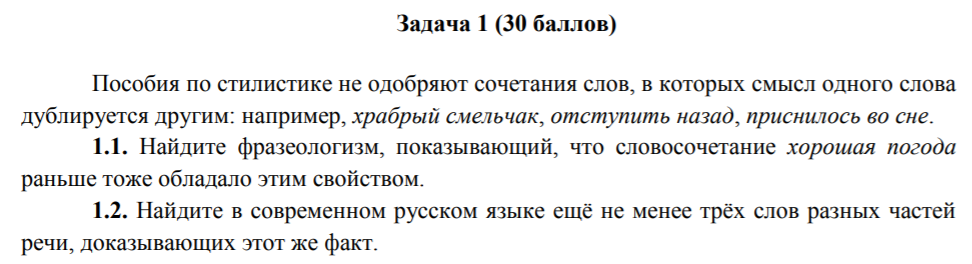 Задача 1 (30 баллов)
Пособия по стилистике не одобряют сочетания слов, в которых смысл одного слова
дублируется другим: например, храбрый смельчак, отступить назад, приснилось во сне.
1.1. Найдите фразеологизм, показывающий, что словосочетание хорошая погода
раньше тоже обладало этим свойством.
1.2. Найдите в современном русском языке ещё не менее трёх слов разных частей
речи, доказывающих этот же факт.